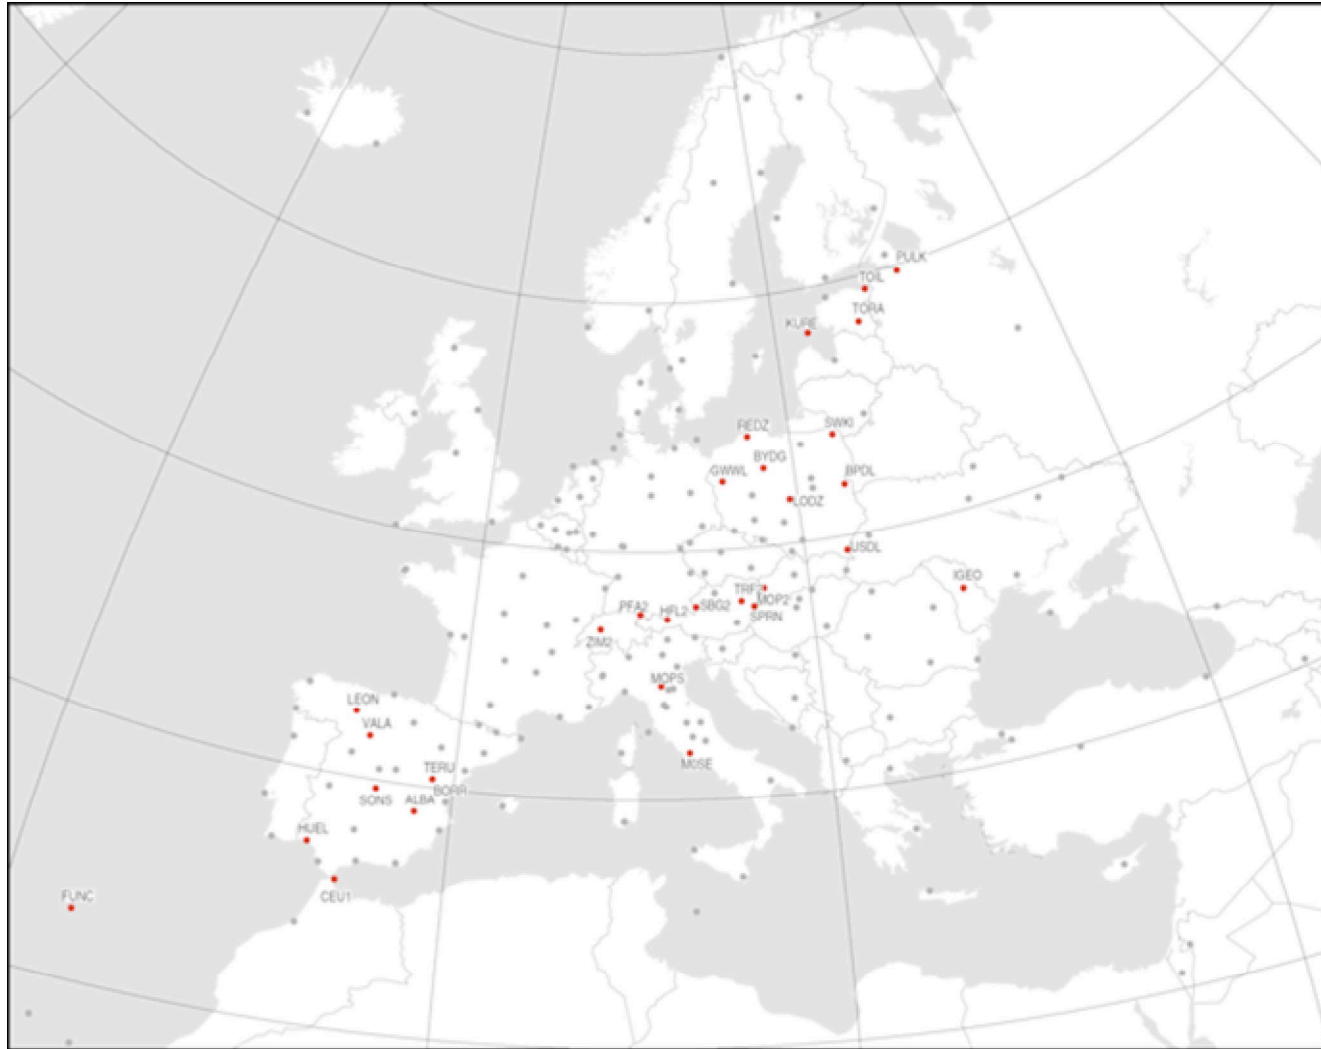 PULK
TOIL
TORA
KURE
REDZ
SWKI
BYDG
GWWL
BPDL
LODZ
USDL
IGEO
TRF2
MOP2
PFA2
HFL2
SBG2
SPRN
ZIM2
MOPS
LEON
VALA
M0SE
TERU
BORR
SONS
ALBA
HUEL
CEU1
FUNC